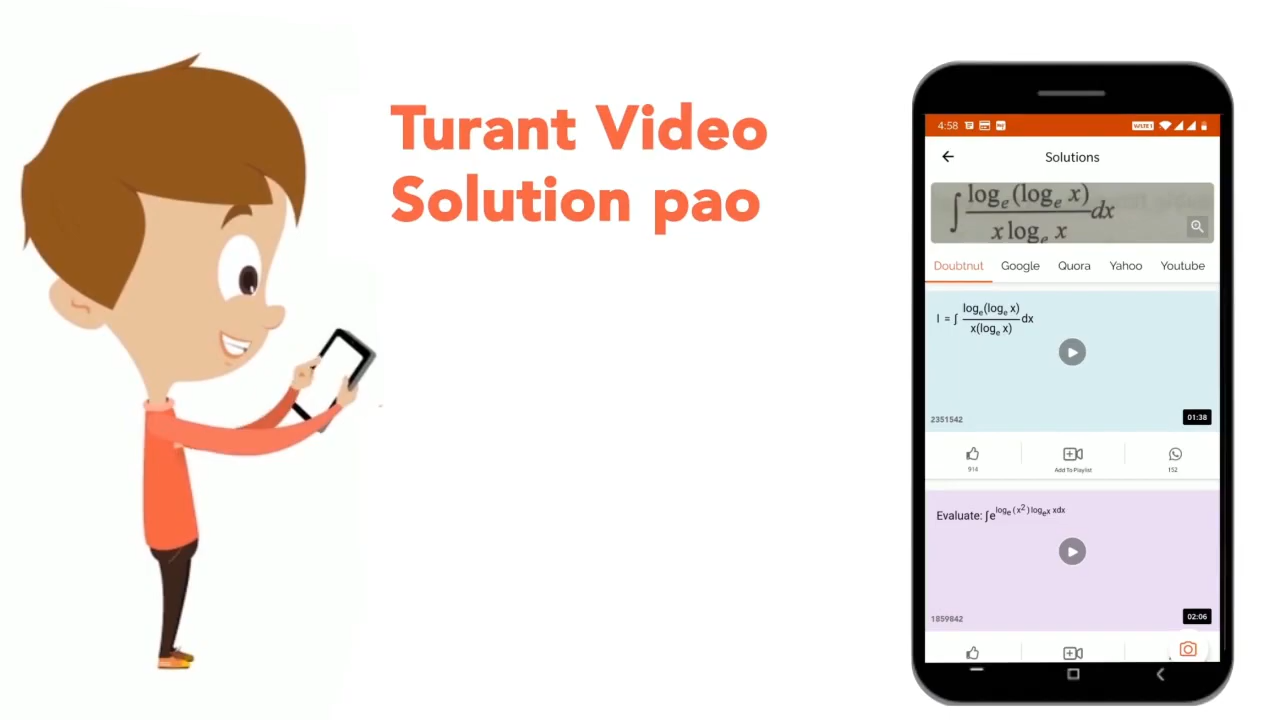 Turant Video
Solution pao
4:58
VoLTE1
Solutions
∫ logₑ(logₑ x) / x logₑ x dx
Doubtnut Google Quora Yahoo Youtube
I = ∫ logₑ(logₑ x) / x(logₑ x) dx
2351542 01:38
914 Add To Playlist 152
Evaluate: ∫e^logₑ(x²)logₑx xdx
1859842 02:06